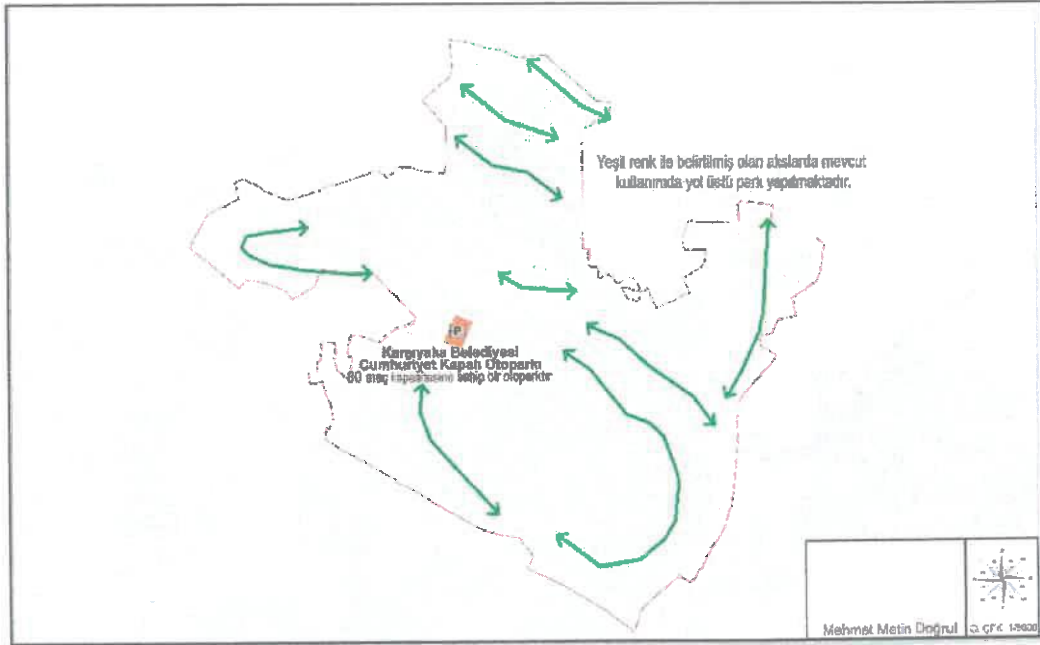 Yeşil renk ile belirtilmiş olan akslarda mevcut
kullanımda yol üstü park yapılmaktadır.
P
Karşıyaka Belediyesi
Cumhuriyet Kapalı Otoparkı
60 araç kapasitesine sahip bir otoparktır
Mehmet Metin Doğrul